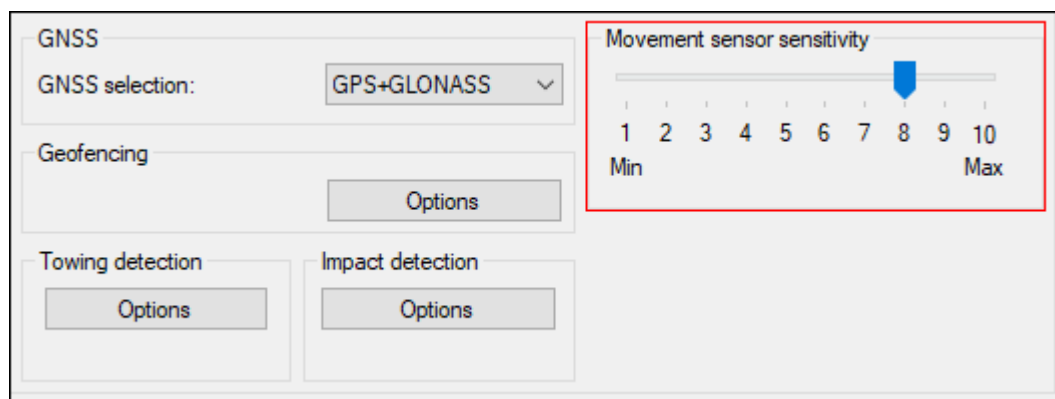 GNSS
GNSS selection: GPS+GLONASS
Geofencing
Options
Towing detection
Options
Impact detection
Options
Movement sensor sensitivity
1 2 3 4 5 6 7 8 9 10
Min Max